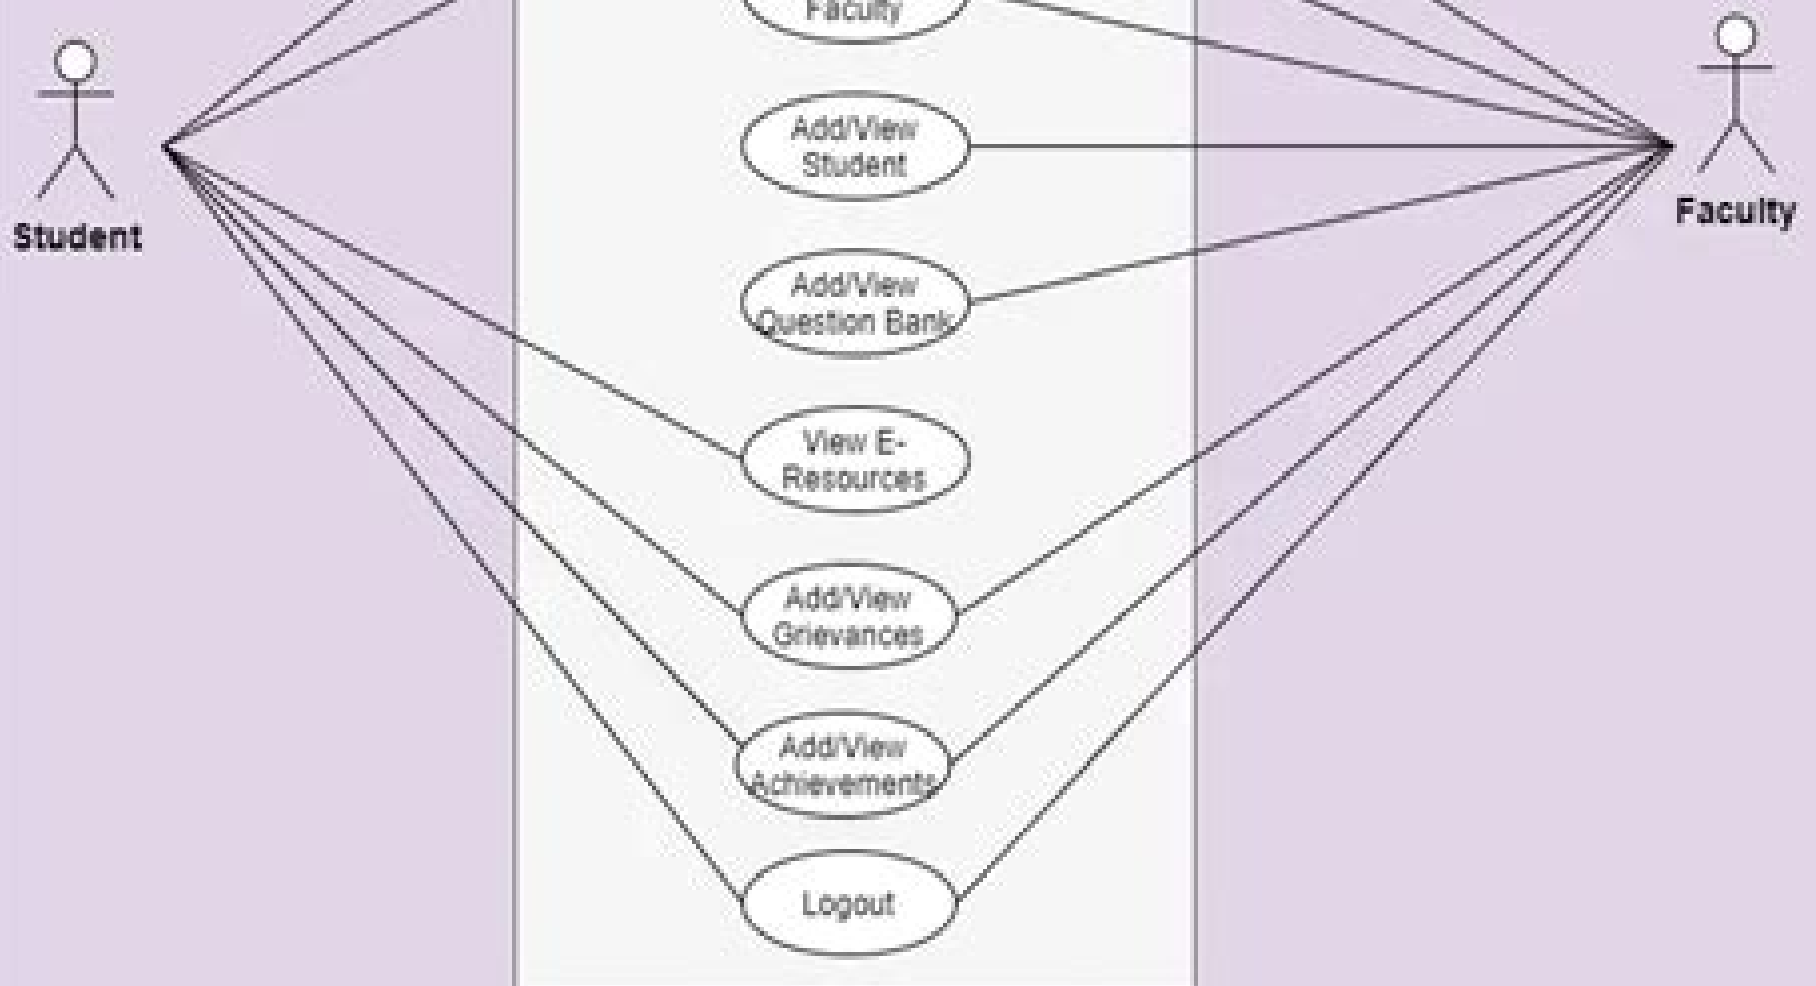 Faculty
Add/View
Student
Student
Faculty
Add/View
Question Bank
View E-
Resources
Add/View
Grievances
Add/View
Achievements
Logout